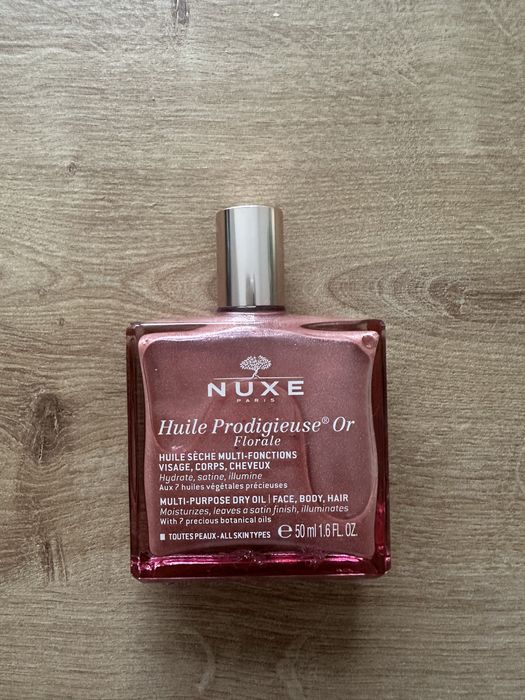 NUXE
PARIS
Huile Prodigieuse® Or
Florale
HUILE SÈCHE MULTI-FONCTIONS
VISAGE, CORPS, CHEVEUX
Hydrate, satine, illumine
Aux 7 huiles végétales précieuses
MULTI-PURPOSE DRY OIL | FACE, BODY, HAIR
Moisturizes, leaves a satin finish, illuminates
With 7 precious botanical oils
■ TOUTES PEAUX - ALL SKIN TYPES ℮ 50 ml 1.6 FL. OZ.